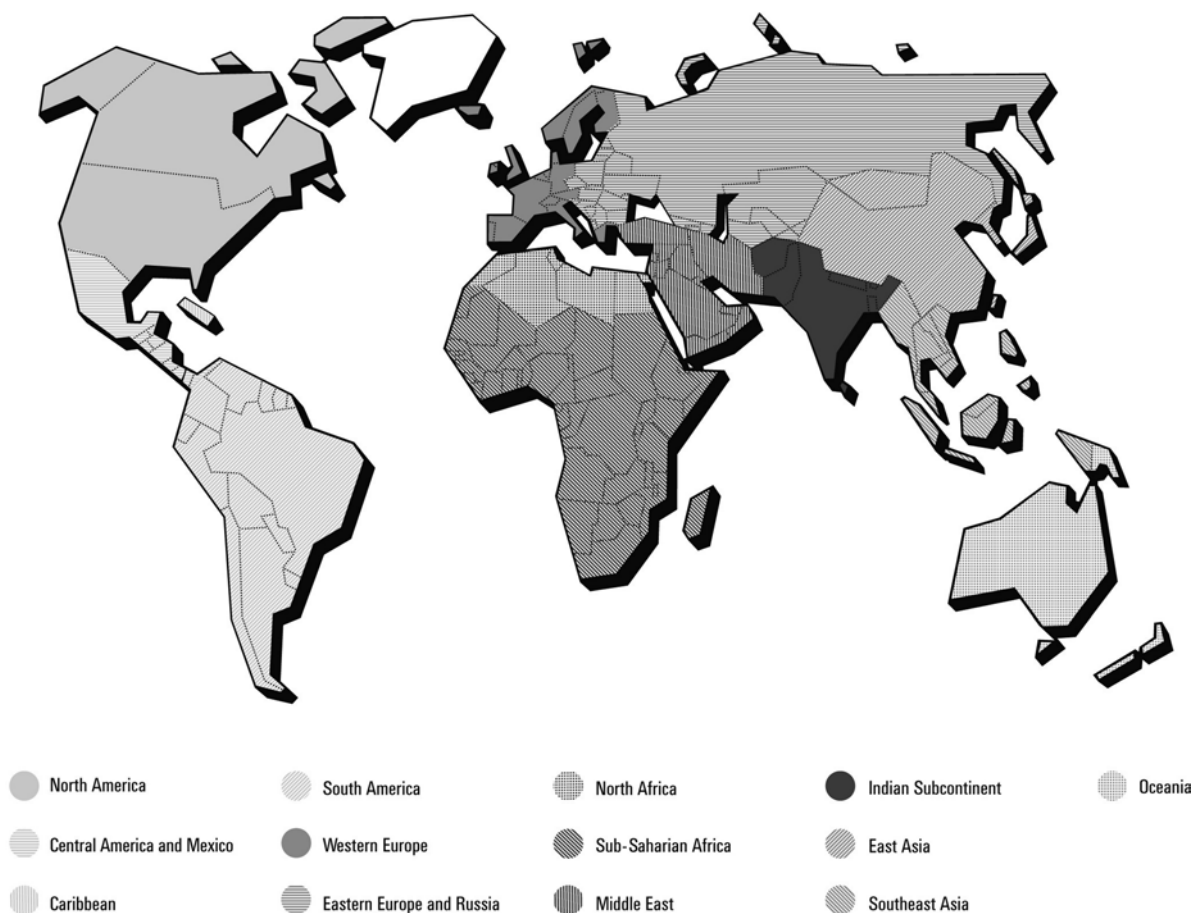 North America
South America
North Africa
Indian Subcontinent
Oceania
Central America and Mexico
Western Europe
Sub-Saharian Africa
East Asia
Caribbean
Eastern Europe and Russia
Middle East
Southeast Asia